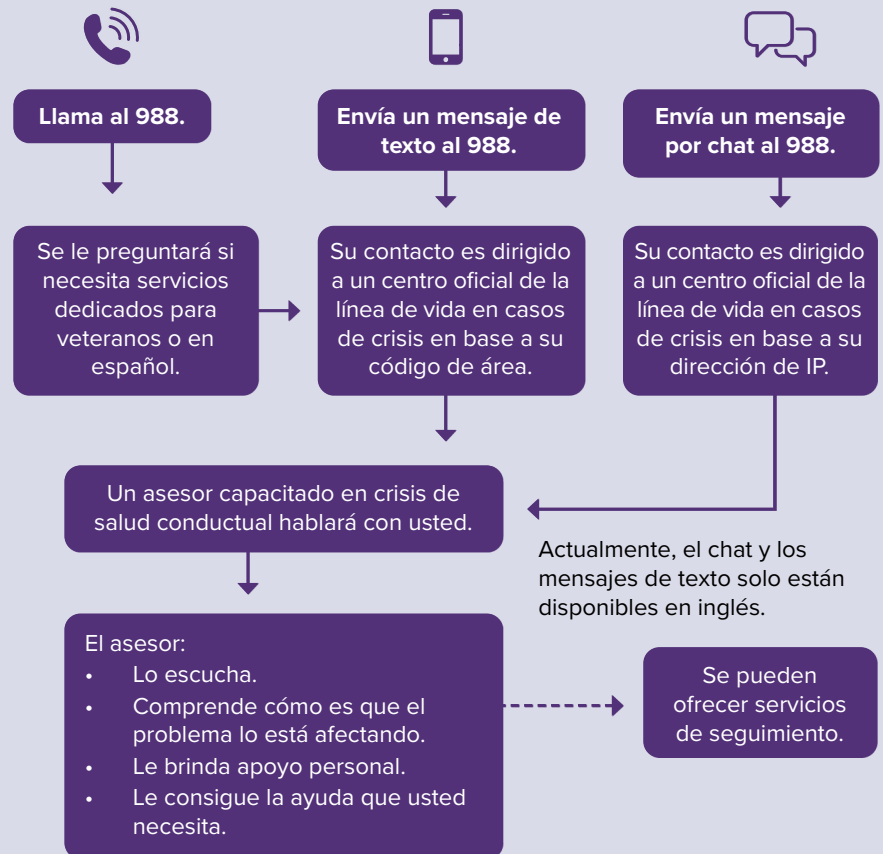 Llama al 988.
Envía un mensaje de
texto al 988.
Envía un mensaje
por chat al 988.
Se le preguntará si
necesita servicios
dedicados para
veteranos o en
español.
Su contacto es dirigido
a un centro oficial de la
línea de vida en casos
de crisis en base a su
código de área.
Su contacto es dirigido
a un centro oficial de la
línea de vida en casos
de crisis en base a su
dirección de IP.
Un asesor capacitado en crisis de
salud conductual hablará con usted.
Actualmente, el chat y los
mensajes de texto solo están
disponibles en inglés.
El asesor:
• Lo escucha.
• Comprende cómo es que el
problema lo está afectando.
• Le brinda apoyo personal.
• Le consigue la ayuda que usted
necesita.
Se pueden
ofrecer servicios
de seguimiento.